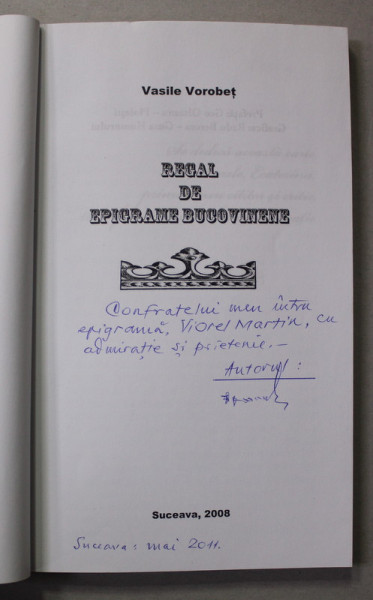 Vasile Vorobeț
REGAL
DE
EPIGRAME BUCOVINENE
Confratelui meu întru
epigramă, Viorel Martin, cu
admirație și prietenie. –
Autorul :
Suceava, 2008
Suceava : mai 2011.